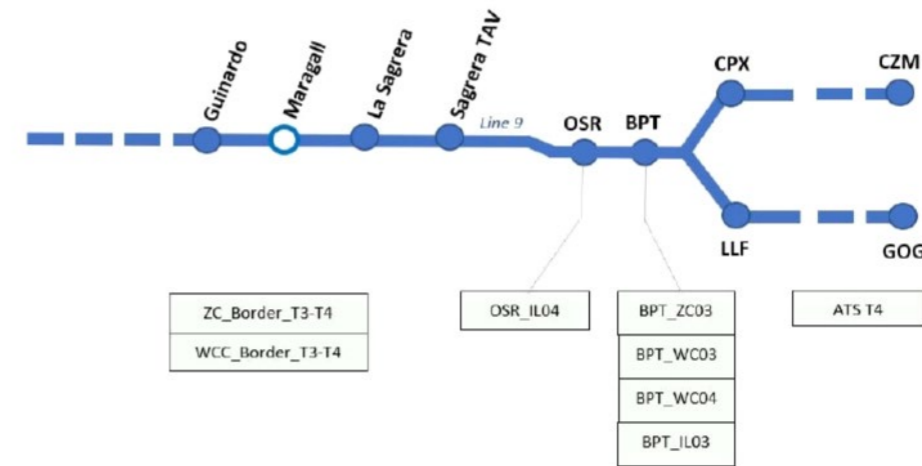 Guinardo
Maragall
La Sagrera
Sagrera TAV
Line 9
OSR
BPT
CPX
CZM
LLF
GOG
ZC_Border_T3-T4
WCC_Border_T3-T4
OSR_IL04
BPT_ZC03
BPT_WC03
BPT_WC04
BPT_IL03
ATS T4